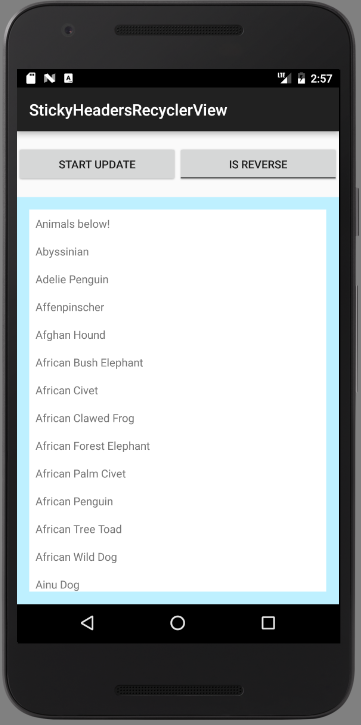 LTE 2:57
StickyHeadersRecyclerView
START UPDATE
IS REVERSE
Animals below!
Abyssinian
Adelie Penguin
Affenpinscher
Afghan Hound
African Bush Elephant
African Civet
African Clawed Frog
African Forest Elephant
African Palm Civet
African Penguin
African Tree Toad
African Wild Dog
Ainu Dog